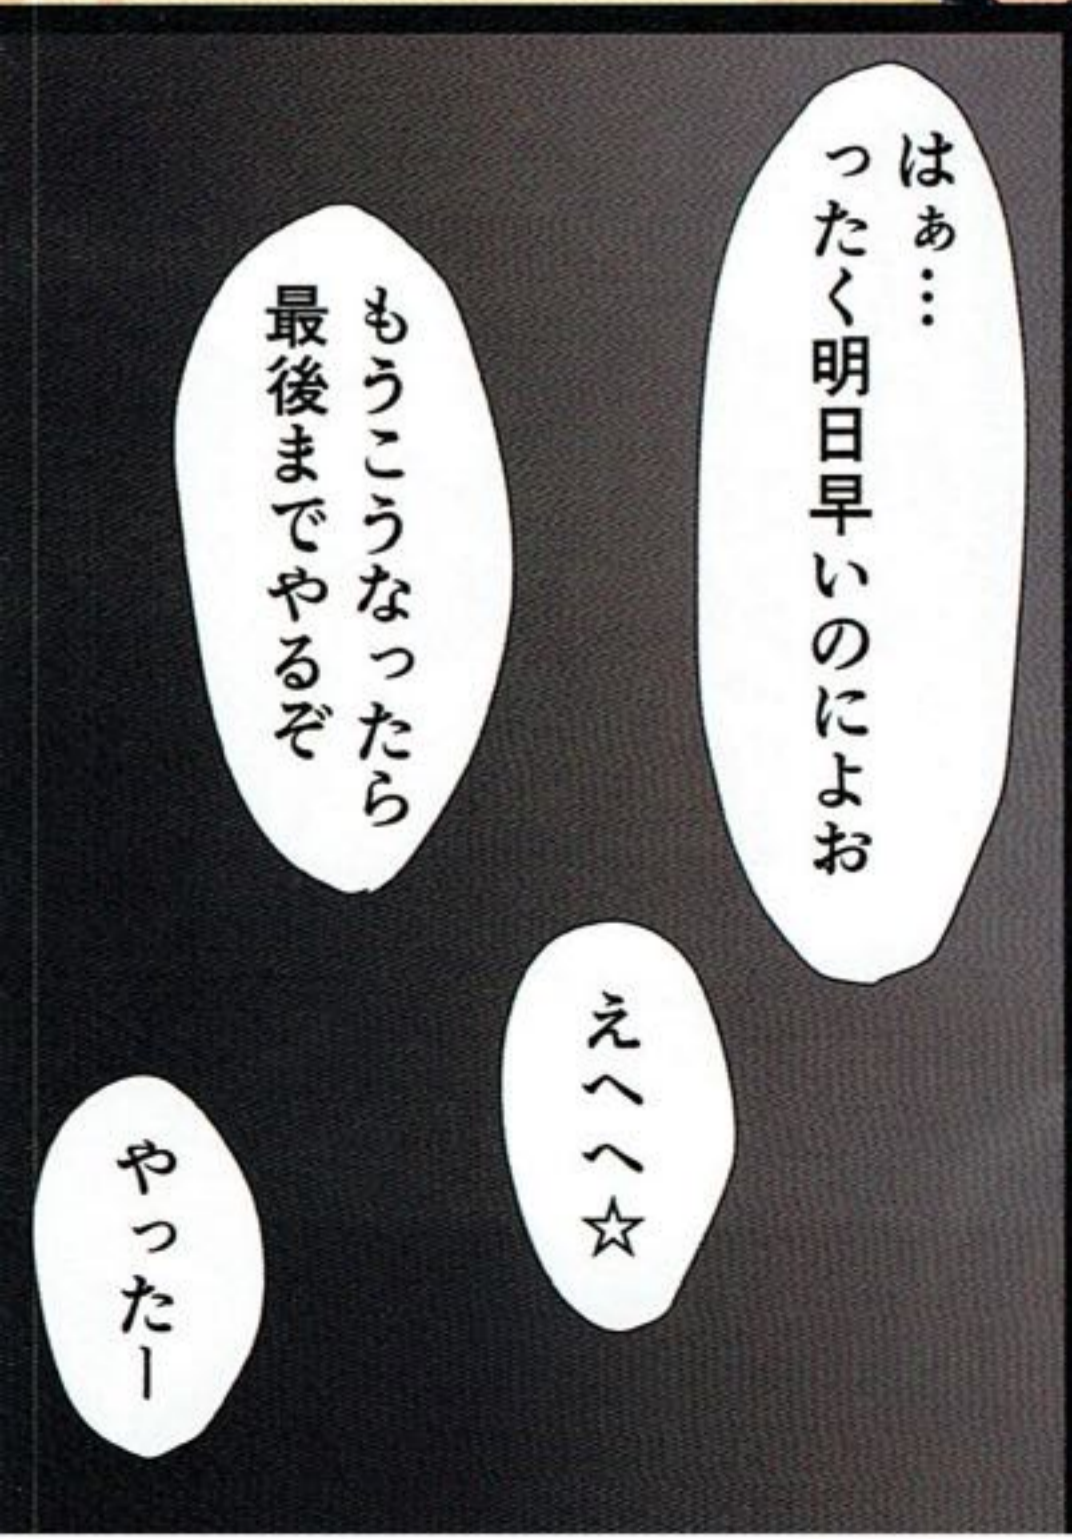 はぁ…
ったく明日早いのによお
もうこうなったら
最後までやるぞ
えへへ☆
やったー